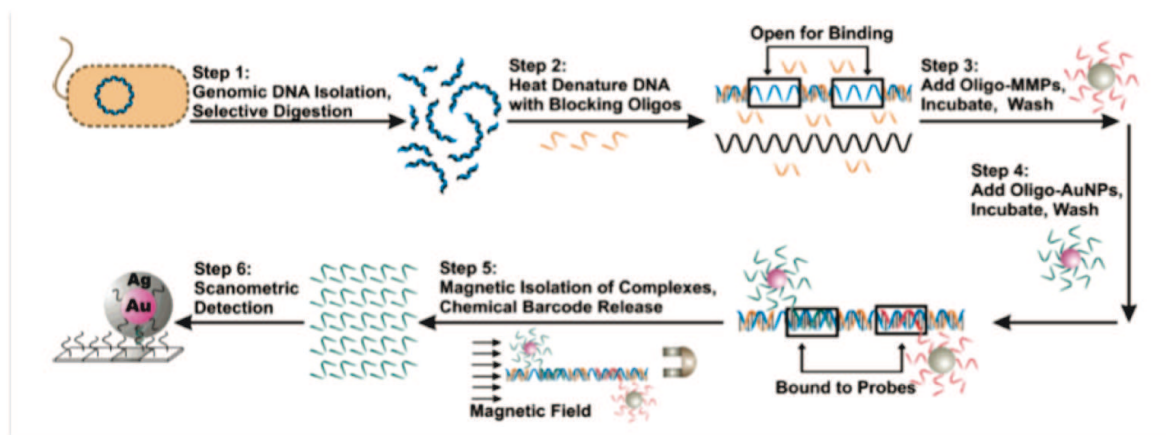 Open for Binding
Step 1:
Genomic DNA Isolation,
Selective Digestion
Step 2:
Heat Denature DNA
with Blocking Oligos
Step 3:
Add Oligo-MMPs,
Incubate, Wash
Step 4:
Add Oligo-AuNPs,
Incubate, Wash
Bound to Probes
Step 5:
Magnetic Isolation of Complexes,
Chemical Barcode Release
Magnetic Field
Step 6:
Scanometric
Detection
Ag
Au